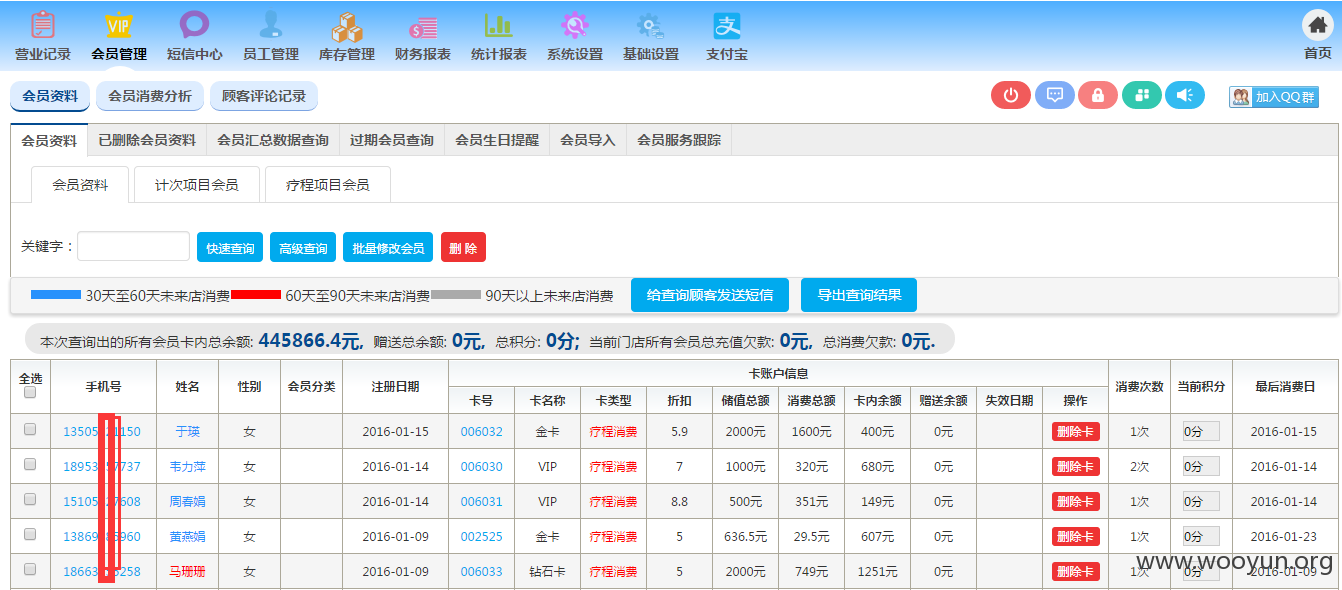 VIP 支
营业记录 会员管理 短信中心 员工管理 库存管理 财务报表 统计报表 系统设置 基础设置 支付宝 首页
会员资料 会员消费分析 顾客评论记录 加入QQ群
会员资料 已删除会员资料 会员汇总数据查询 过期会员查询 会员生日提醒 会员导入 会员服务跟踪
会员资料 计次项目会员 疗程项目会员
关键字： 快速查询 高级查询 批量修改会员 删 除
30天至60天未来店消费 60天至90天未来店消费 90天以上未来店消费 给查询顾客发送短信 导出查询结果
本次查询出的所有会员卡内总余额: 445866.4元, 赠送总余额: 0元, 总积分: 0分; 当前门店所有会员总充值欠款: 0元, 总消费欠款: 0元.
全选 手机号 姓名 性别 会员分类 注册日期 卡账户信息 消费次数 当前积分 最后消费日
卡号 卡名称 卡类型 折扣 储值总额 消费总额 卡内余额 赠送余额 失效日期 操作
13505 1150 于瑛 女 2016-01-15 006032 金卡 疗程消费 5.9 2000元 1600元 400元 0元 删除卡 1次 0分 2016-01-15
18953 7737 韦力萍 女 2016-01-14 006030 VIP 疗程消费 7 1000元 320元 680元 0元 删除卡 2次 0分 2016-01-14
15105 7608 周春娟 女 2016-01-14 006031 VIP 疗程消费 8.8 500元 351元 149元 0元 删除卡 1次 0分 2016-01-14
13869 6960 黄燕娟 女 2016-01-09 002525 金卡 疗程消费 5 636.5元 29.5元 607元 0元 删除卡 1次 0分 2016-01-23
18663 5258 马珊珊 女 2016-01-09 006033 钻石卡 疗程消费 5 2000元 749元 1251元 0元 删除卡 1次 0分 2016-01-09
www.wooyun.org